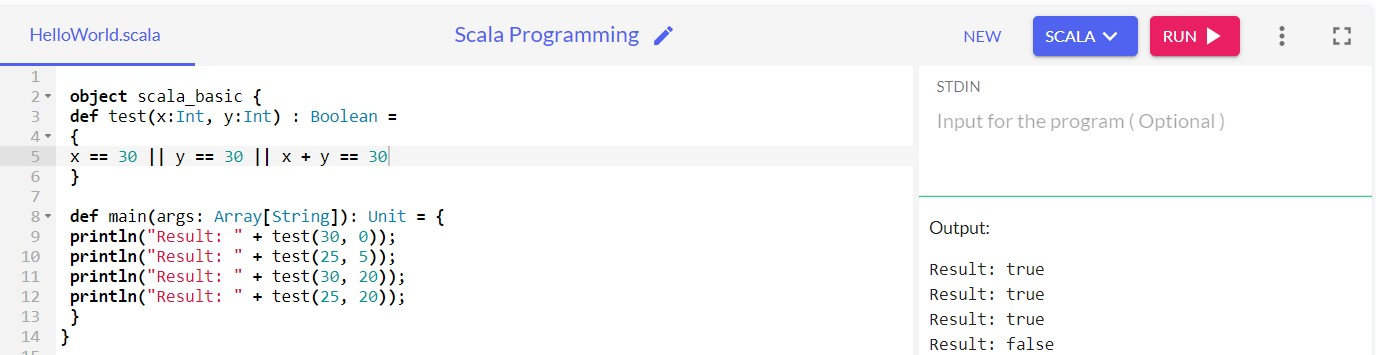 HelloWorld.scala
Scala Programming
NEW
SCALA
RUN
1
2 object scala_basic {
3 def test(x:Int, y:Int) : Boolean =
4 {
5 x == 30 || y == 30 || x + y == 30
6 }
7
8 def main(args: Array[String]): Unit = {
9 println("Result: " + test(30, 0));
10 println("Result: " + test(25, 5));
11 println("Result: " + test(30, 20));
12 println("Result: " + test(25, 20));
13 }
14 }
STDIN
Input for the program ( Optional )
Output:
Result: true
Result: true
Result: true
Result: false